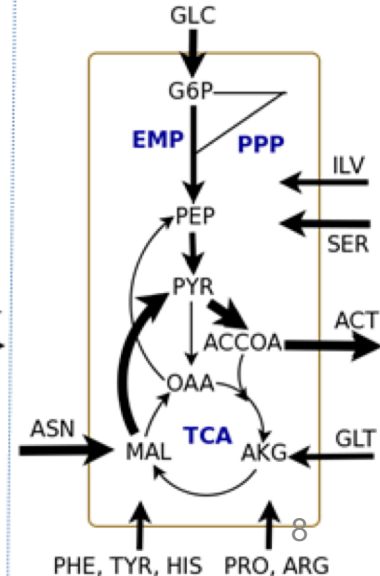 GLC
G6P
EMP
PPP
ILV
PEP
SER
PYR
ACT
ACCOA
OAA
ASN
TCA
GLT
MAL
AKG
8
PHE, TYR, HIS
PRO, ARG